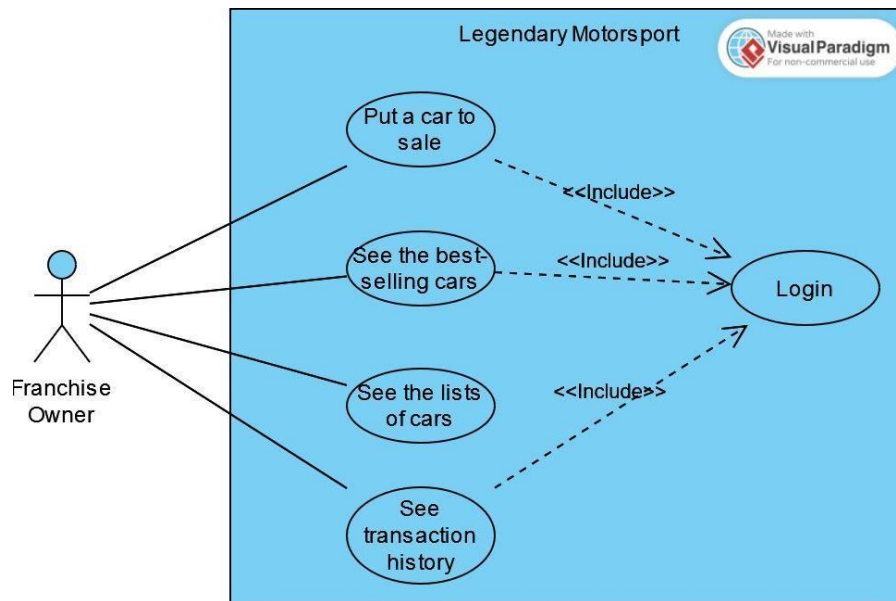 Legendary Motorsport
Made with
Visual Paradigm
For non-commercial use
Put a car to
sale
<<Include>>
See the best-
selling cars
<<Include>>
Login
Franchise
Owner
See the lists
of cars
<<Include>>
See
transaction
history